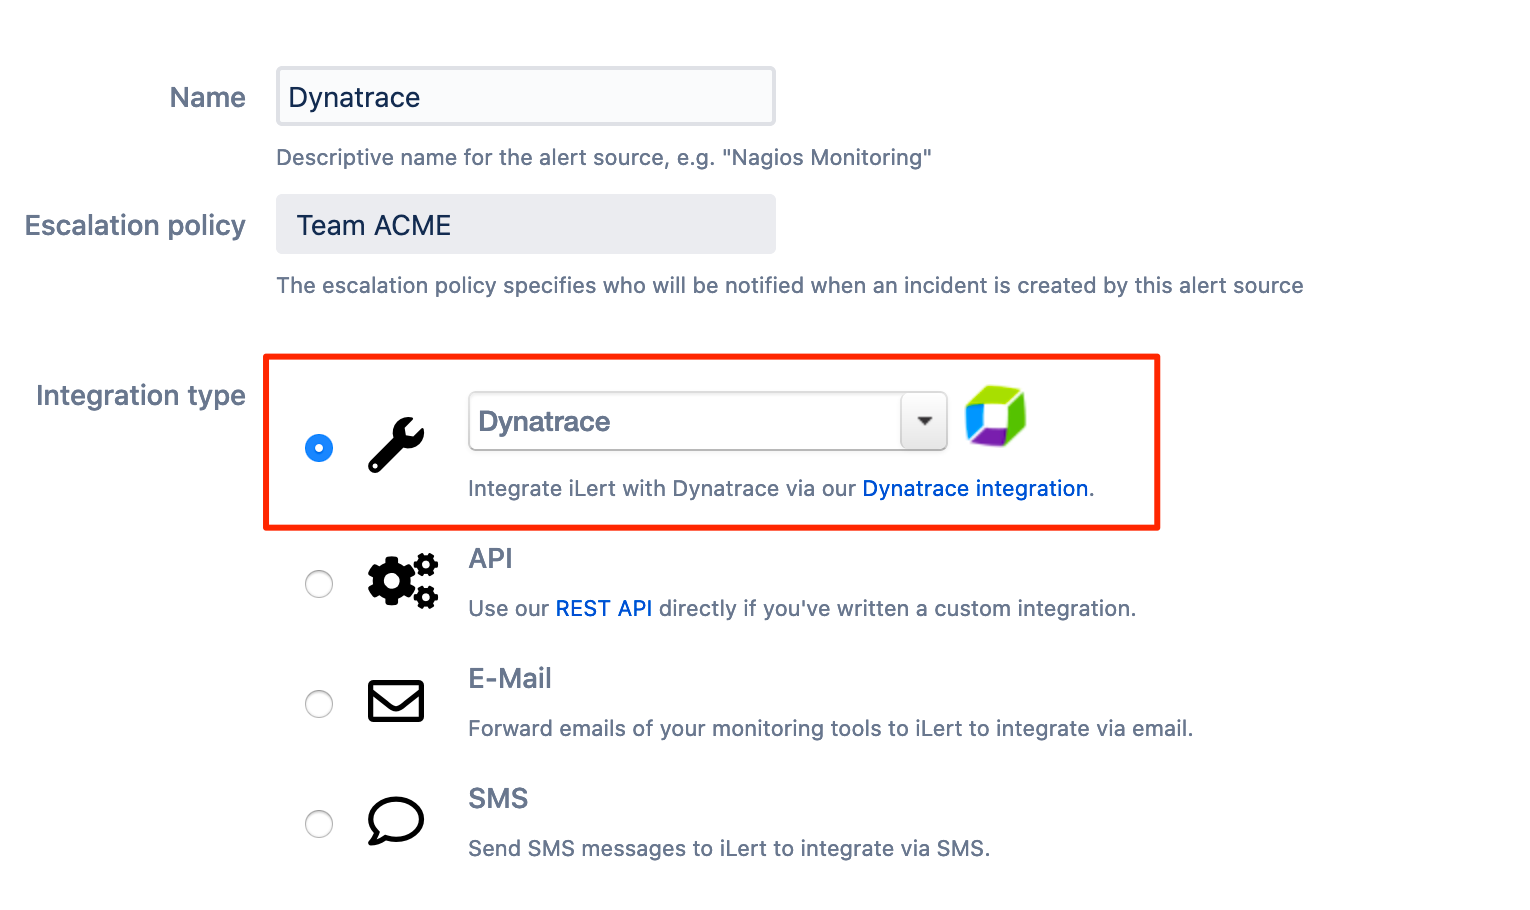 Name
Dynatrace
Descriptive name for the alert source, e.g. "Nagios Monitoring"
Escalation policy
Team ACME
The escalation policy specifies who will be notified when an incident is created by this alert source
Integration type
Dynatrace
Integrate iLert with Dynatrace via our Dynatrace integration.
API
Use our REST API directly if you've written a custom integration.
E-Mail
Forward emails of your monitoring tools to iLert to integrate via email.
SMS
Send SMS messages to iLert to integrate via SMS.